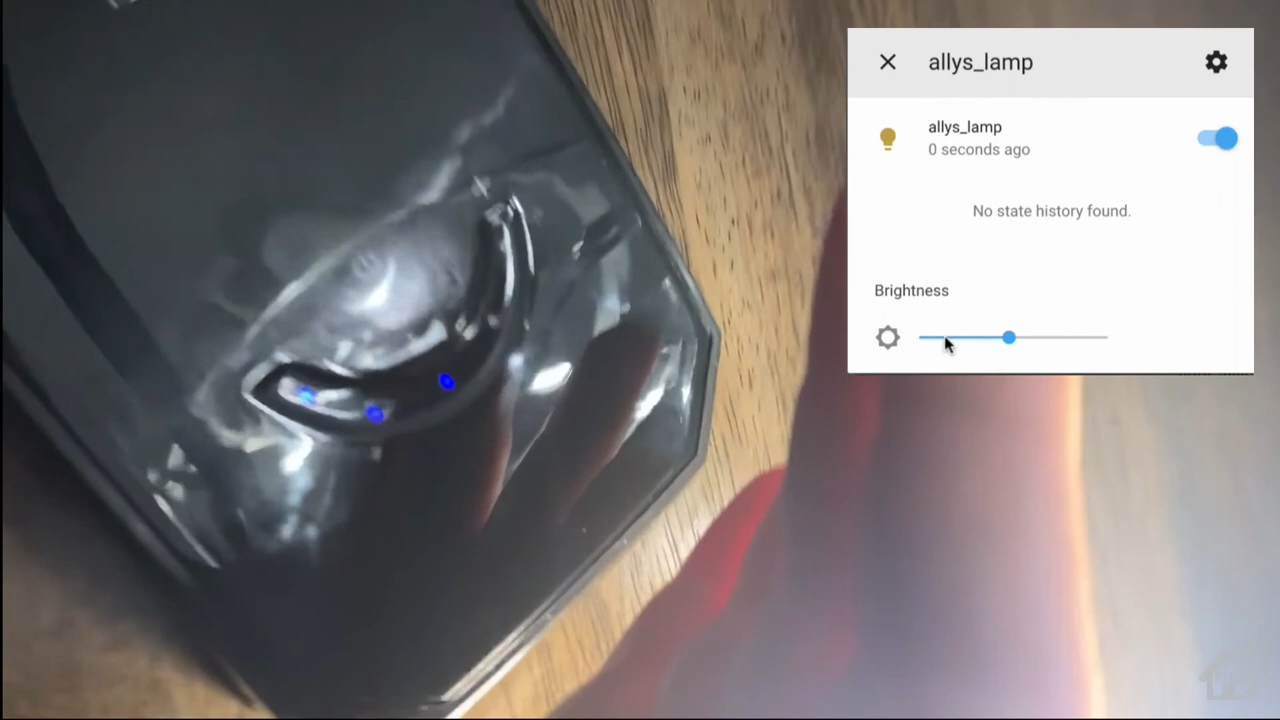 allys_lamp
allys_lamp
0 seconds ago
No state history found.
Brightness